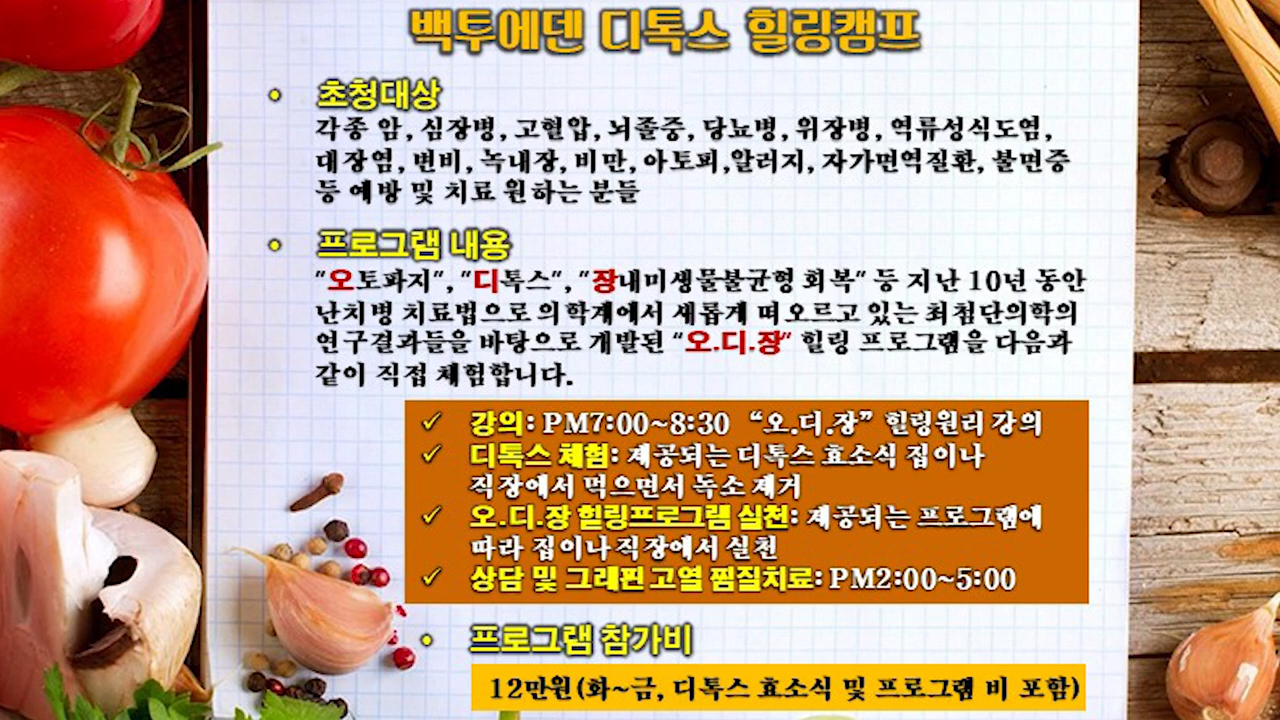 백투에덴 디톡스 힐링캠프
• 초청대상
각종 암, 심장병, 고혈압, 뇌졸중, 당뇨병, 위장병, 역류성식도염,
대장염, 변비, 녹내장, 비만, 아토피,알러지, 자가면역질환, 불면증
등 예방 및 치료 원하는 분들
• 프로그램 내용
"오토파지", "디톡스", "장내미생물불균형 회복" 등 지난 10년 동안
난치병 치료법으로 의학계에서 새롭게 떠오르고 있는 최첨단의학의
연구결과들을 바탕으로 개발된 "오.디.장" 힐링 프로그램을 다음과
같이 직접 체험합니다.
✓ 강의: PM7:00~8:30 “오.디.장” 힐링원리 강의
✓ 디톡스 체험: 제공되는 디톡스 효소식 집이나
직장에서 먹으면서 독소 제거
✓ 오.디.장 힐링프로그램 실천: 제공되는 프로그램에
따라 집이나 직장에서 실천
✓ 상담 및 그래핀 고열 찜질치료: PM2:00~5:00
• 프로그램 참가비
12만원(화~금, 디톡스 효소식 및 프로그램 비 포함)